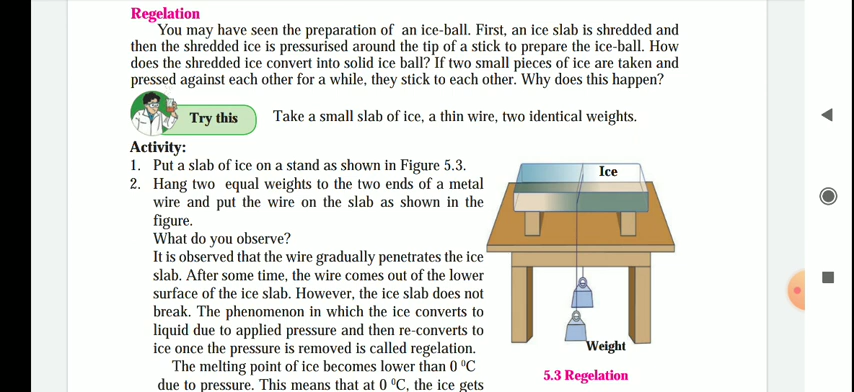 Regelation
You may have seen the preparation of an ice-ball. First, an ice slab is shredded and
then the shredded ice is pressurised around the tip of a stick to prepare the ice-ball. How
does the shredded ice convert into solid ice ball? If two small pieces of ice are taken and
pressed against each other for a while, they stick to each other. Why does this happen?
Try this
Take a small slab of ice, a thin wire, two identical weights.
Activity:
1. Put a slab of ice on a stand as shown in Figure 5.3.
2. Hang two equal weights to the two ends of a metal
wire and put the wire on the slab as shown in the
figure.
What do you observe?
It is observed that the wire gradually penetrates the ice
slab. After some time, the wire comes out of the lower
surface of the ice slab. However, the ice slab does not
break. The phenomenon in which the ice converts to
liquid due to applied pressure and then re-converts to
ice once the pressure is removed is called regelation.
The melting point of ice becomes lower than 0 ⁰C
due to pressure. This means that at 0 ⁰C, the ice gets
Ice
Weight
5.3 Regelation